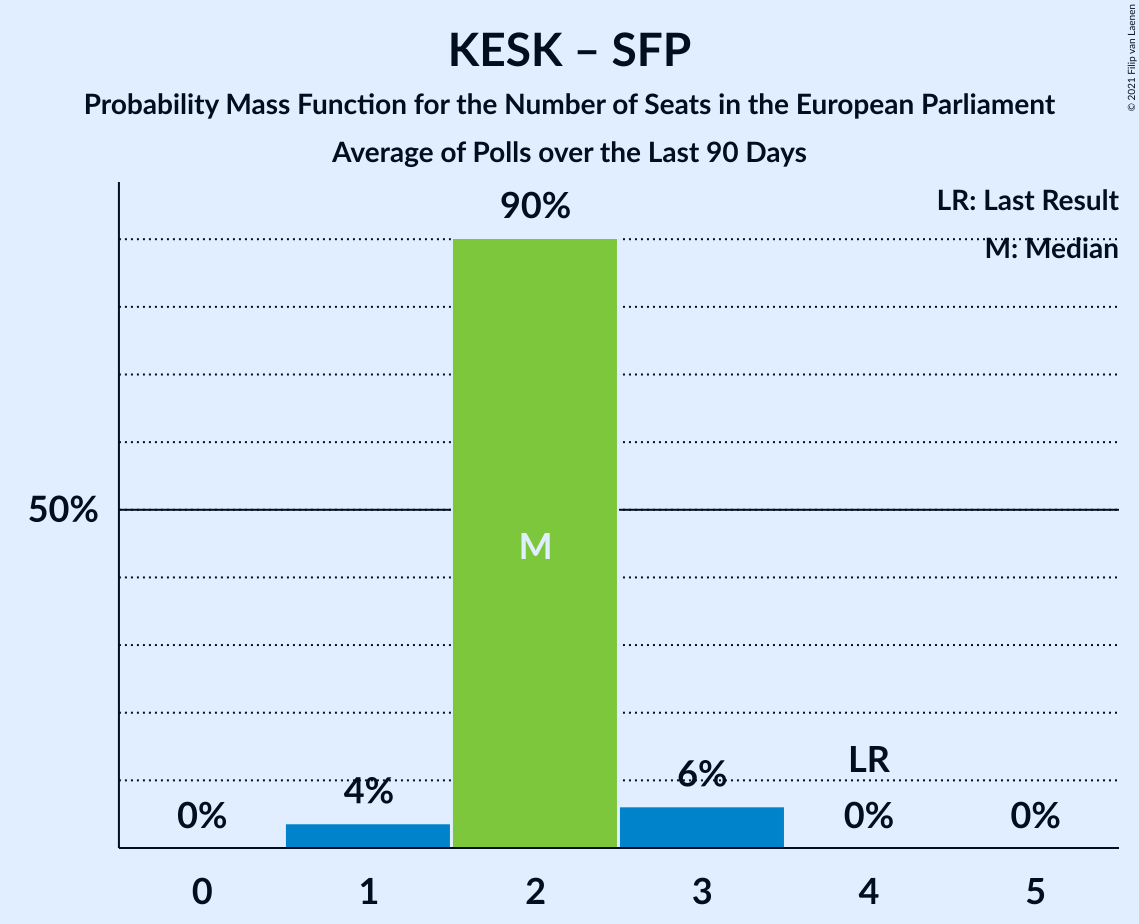 KESK – SFP
Probability Mass Function for the Number of Seats in the European Parliament
Average of Polls over the Last 90 Days
© 2021 Filip van Laenen
LR: Last Result
M: Median
90%
50%
M
LR
4%
6%
0%
0%
0%
0
1
2
3
4
5